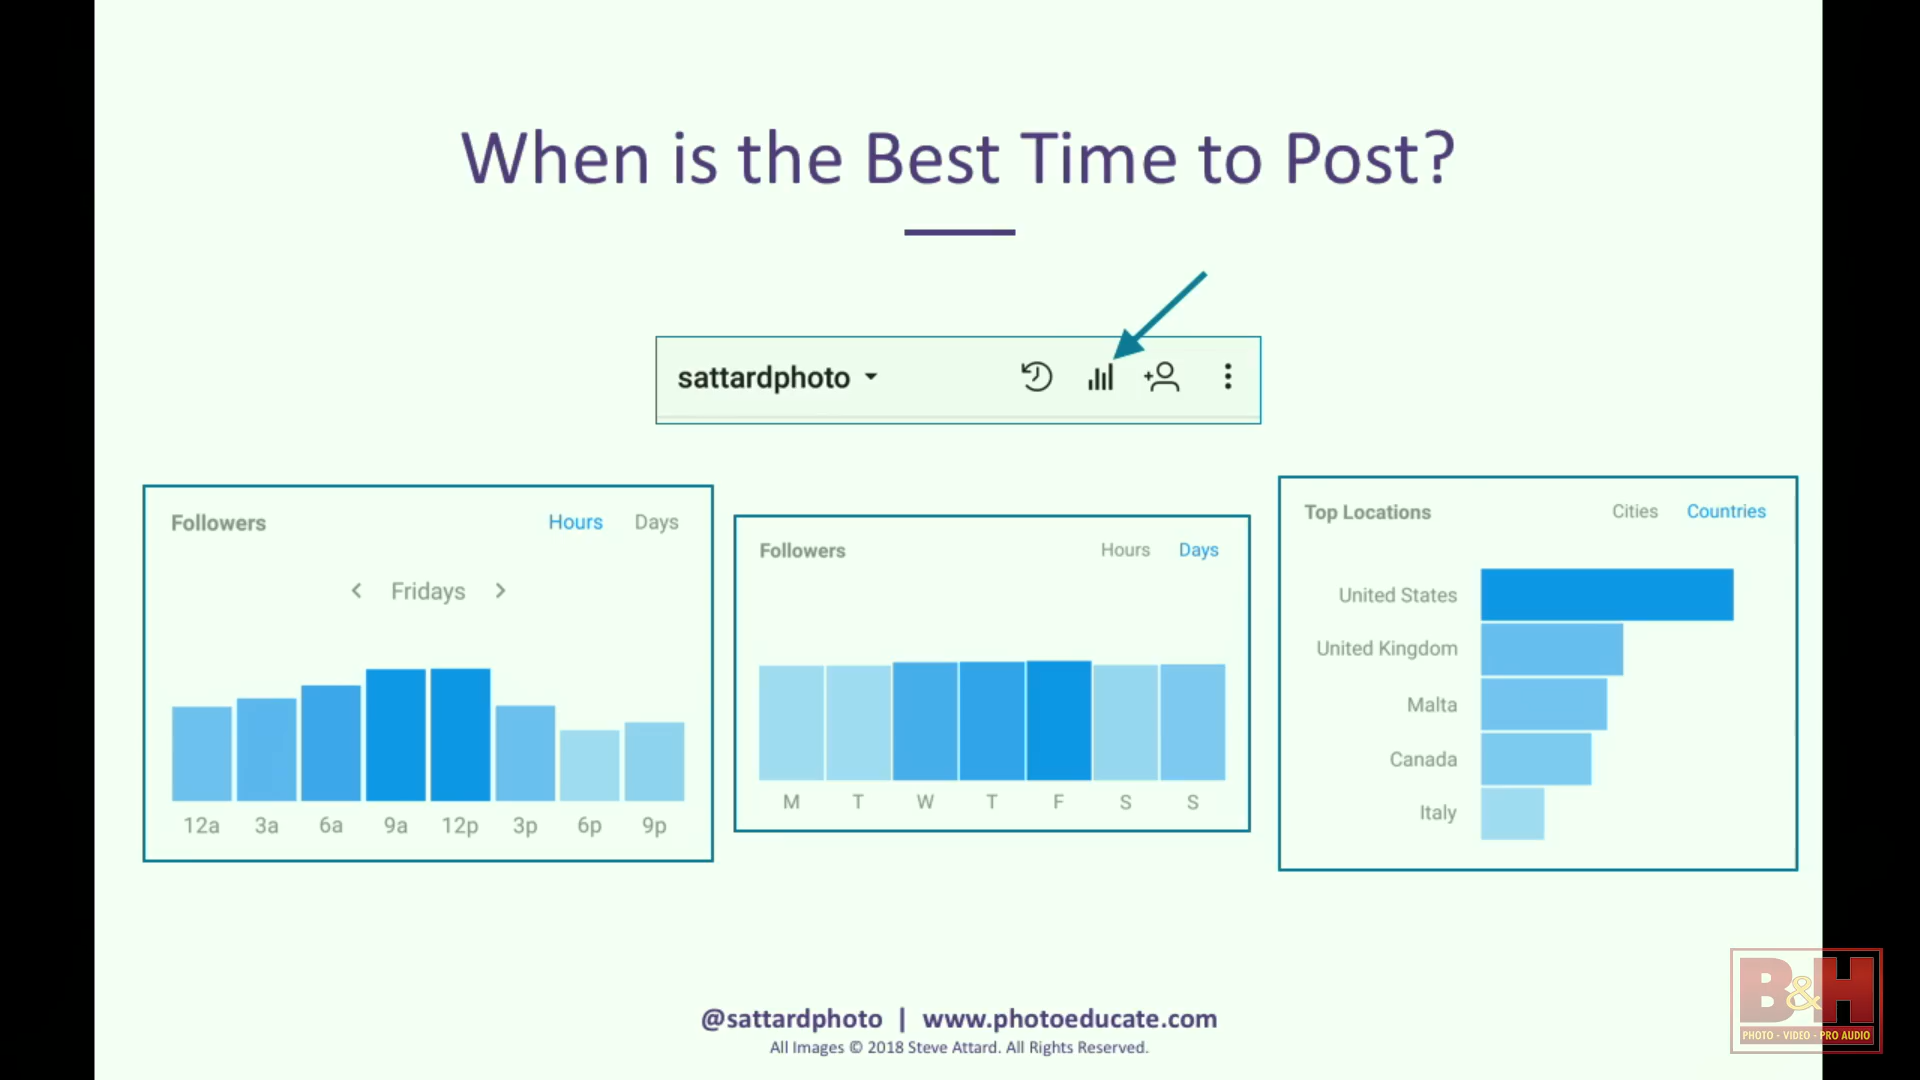 When is the Best Time to Post?
sattardphoto
Followers Hours Days
Fridays
12a 3a 6a 9a 12p 3p 6p 9p
Followers Hours Days
M T W T F S S
Top Locations Cities Countries
United States
United Kingdom
Malta
Canada
Italy
@sattardphoto | www.photoeducate.com
All Images © 2018 Steve Attard. All Rights Reserved.
B&H
PHOTO - VIDEO - PRO AUDIO